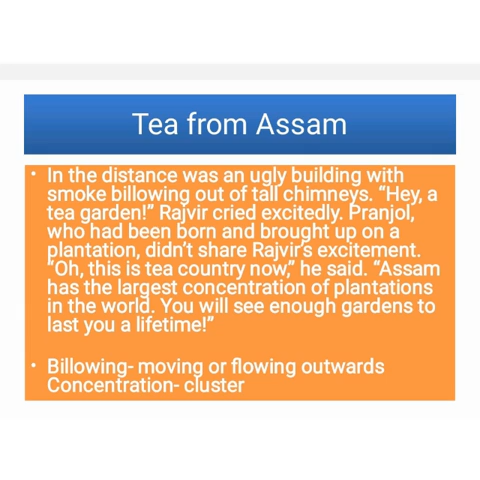 Tea from Assam
• In the distance was an ugly building with
smoke billowing out of tall chimneys. “Hey, a
tea garden!” Rajvir cried excitedly. Pranjol,
who had been born and brought up on a
plantation, didn’t share Rajvir’s excitement.
“Oh, this is tea country now,” he said. “Assam
has the largest concentration of plantations
in the world. You will see enough gardens to
last you a lifetime!”
• Billowing- moving or flowing outwards
Concentration- cluster